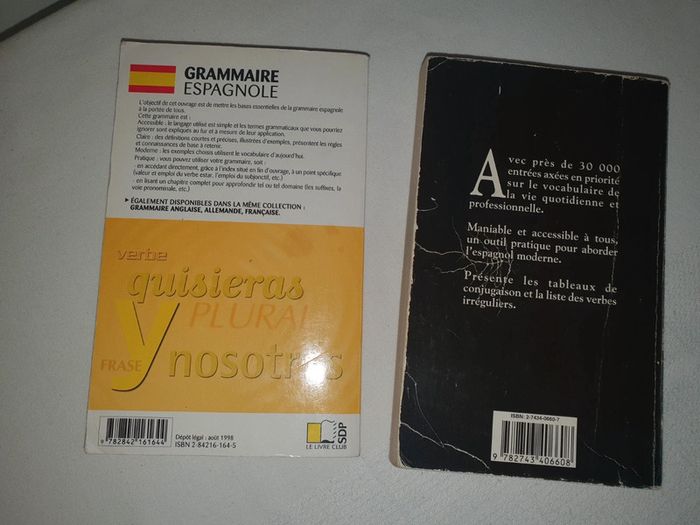 GRAMMAIRE
ESPAGNOLE
L'objectif de cet ouvrage est de mettre les bases essentielles de la grammaire espagnole
à la portée de tous.
Cette grammaire est :
Accessible : le langage utilisé est simple et les termes grammaticaux que vous pourriez
ignorer sont expliqués au fur et à mesure de leur application.
Claire : des définitions courtes et précises, illustrées d'exemples, présentent les règles
et connaissances de base à retenir.
Moderne : les exemples choisis utilisent le vocabulaire d'aujourd'hui.
Pratique : vous pouvez utiliser votre grammaire, soit :
- en accédant directement, grâce à l'index situé en fin d'ouvrage, à un point spécifique
(valeur et emploi du verbe estar, l'emploi du subjonctif, etc.)
- en lisant un chapitre complet pour approfondir tel ou tel domaine (les suffixes, la
voie pronominale, etc.)
▸ ÉGALEMENT DISPONIBLES DANS LA MÊME COLLECTION :
GRAMMAIRE ANGLAISE, ALLEMANDE, FRANÇAISE.
verbe
quisieras
PLURAL
y nosotros
FRASE
9 782842 161644
Dépôt légal : août 1998
ISBN 2-84216-164-5
LE LIVRE CLUB
SDP
Avec près de 30 000
entrées axées en priorité
sur le vocabulaire de
la vie quotidienne et
professionnelle.
Maniable et accessible à tous,
un outil pratique pour aborder
l'espagnol moderne.
Présente les tableaux de
conjugaison et la liste des verbes
irréguliers.
ISBN: 2-7434-0660-7
9 782743 406608